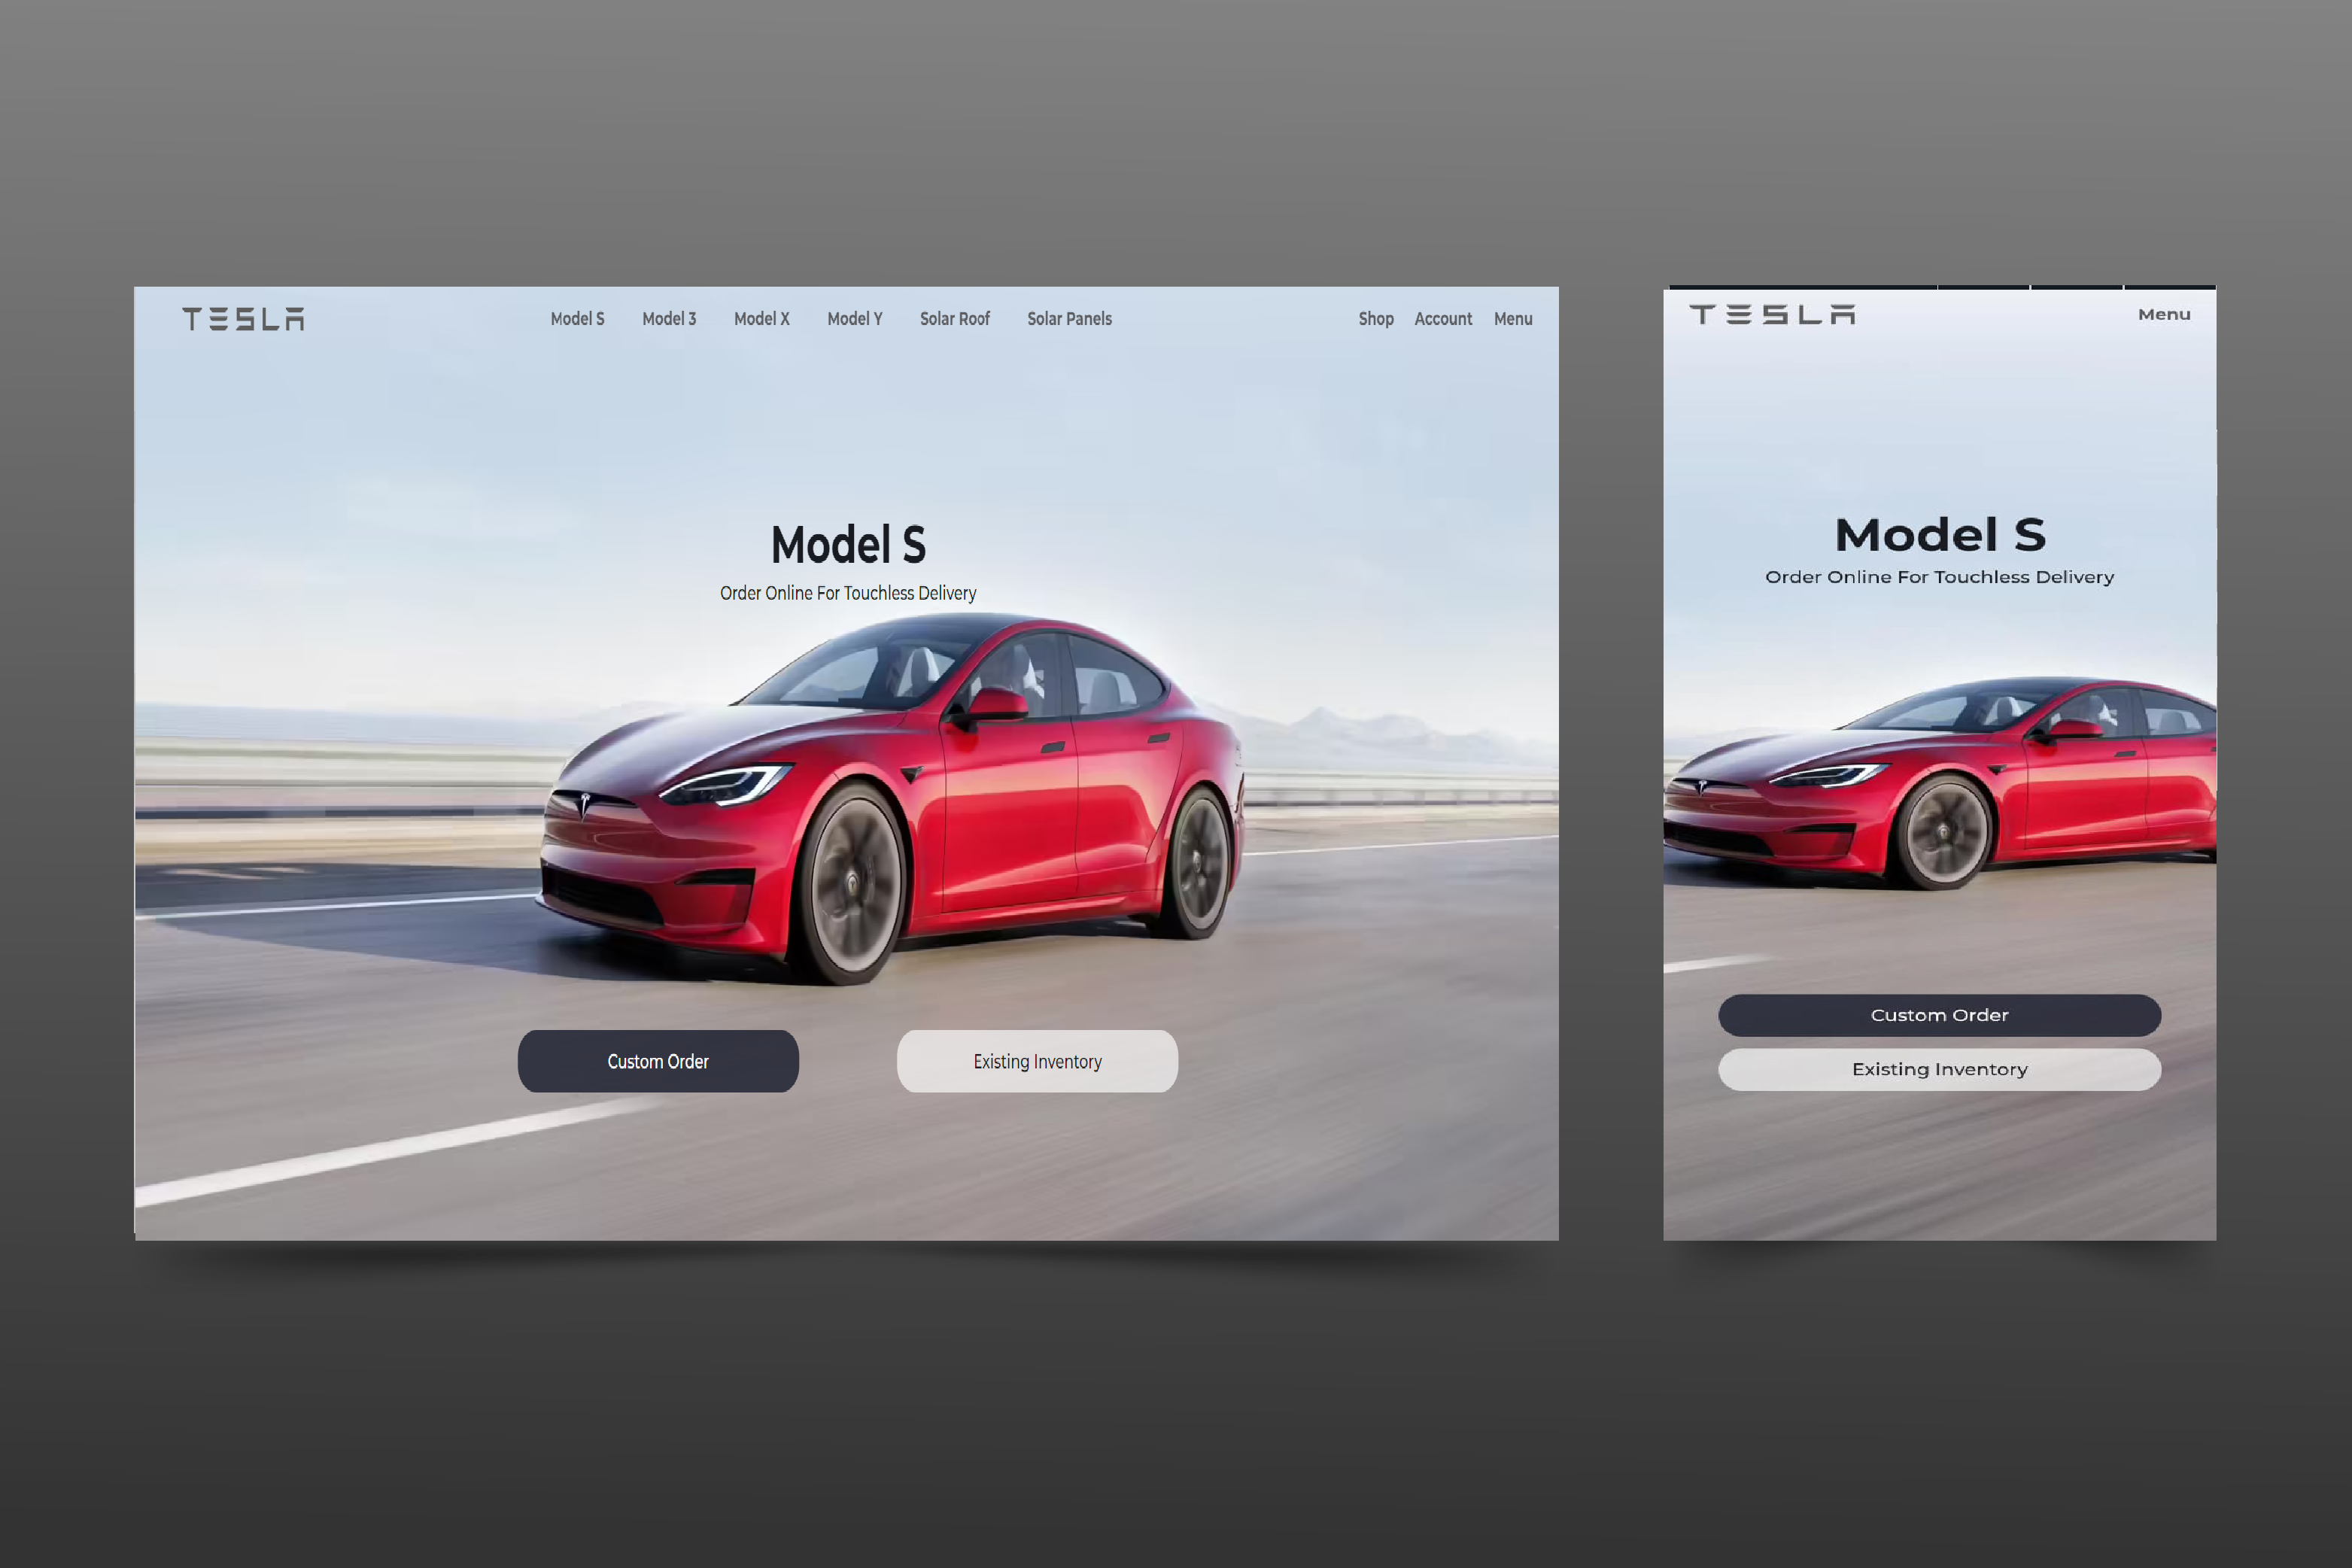 TESLA Model S Model 3 Model X Model Y Solar Roof Solar Panels Shop Account Menu
Model S
Order Online For Touchless Delivery
Custom Order Existing Inventory
TESLA Menu
Model S
Order Online For Touchless Delivery
Custom Order
Existing Inventory